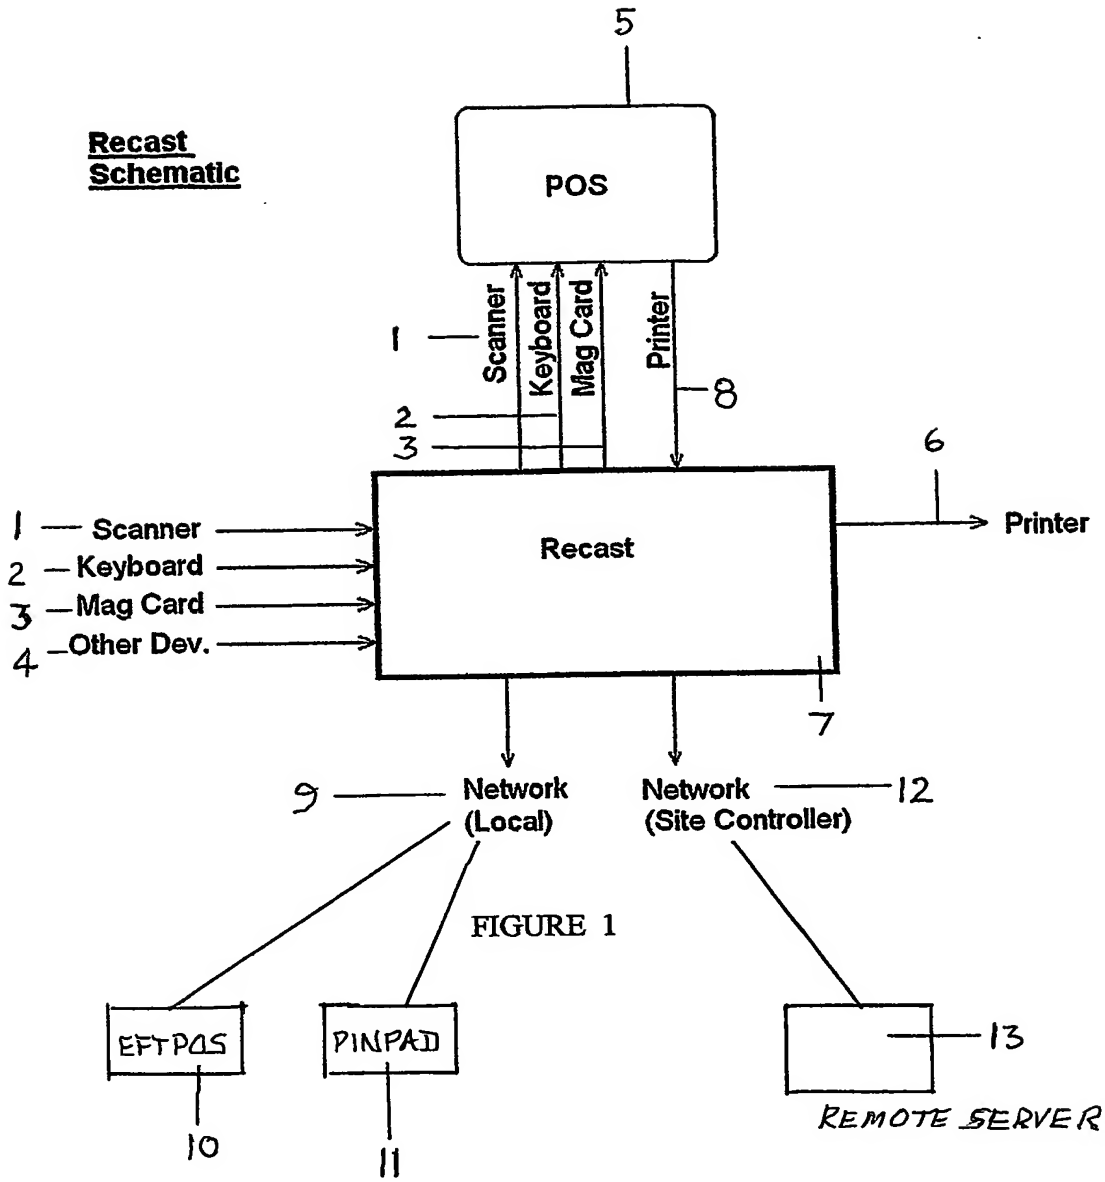 5
Recast
Schematic
POS
1
Scanner
Keyboard
Mag Card
Printer
2
3
8
6
1 Scanner
2 Keyboard
3 Mag Card
4 Other Dev.
Recast
Printer
7
9 Network
(Local)
Network
(Site Controller)
12
FIGURE 1
EFTPOS
PINPAD
13
REMOTE SERVER
10
11